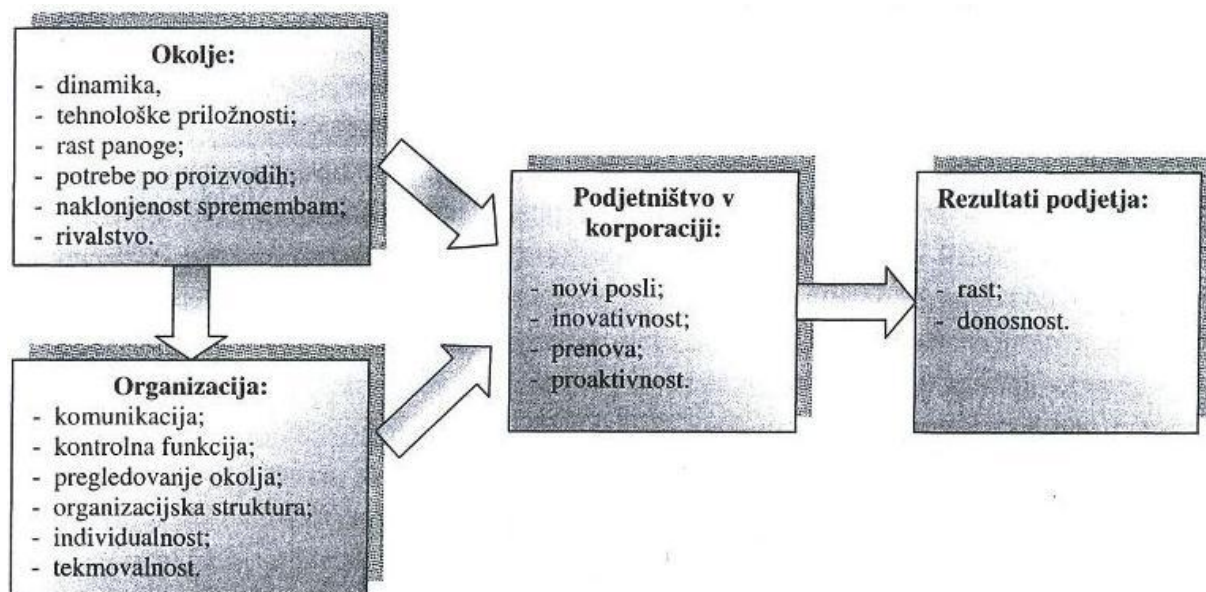 Okolje:
- dinamika,
- tehnološke priložnosti;
- rast panoge;
- potrebe po proizvodih;
- naklonjenost spremembam;
- rivalstvo.
Organizacija:
- komunikacija;
- kontrolna funkcija;
- pregledovanje okolja;
- organizacijska struktura;
- individualnost;
- tekmovalnost.
Podjetništvo v
korporaciji:
- novi posli;
- inovativnost;
- prenova;
- proaktivnost.
Rezultati podjetja:
- rast;
- donosnost.